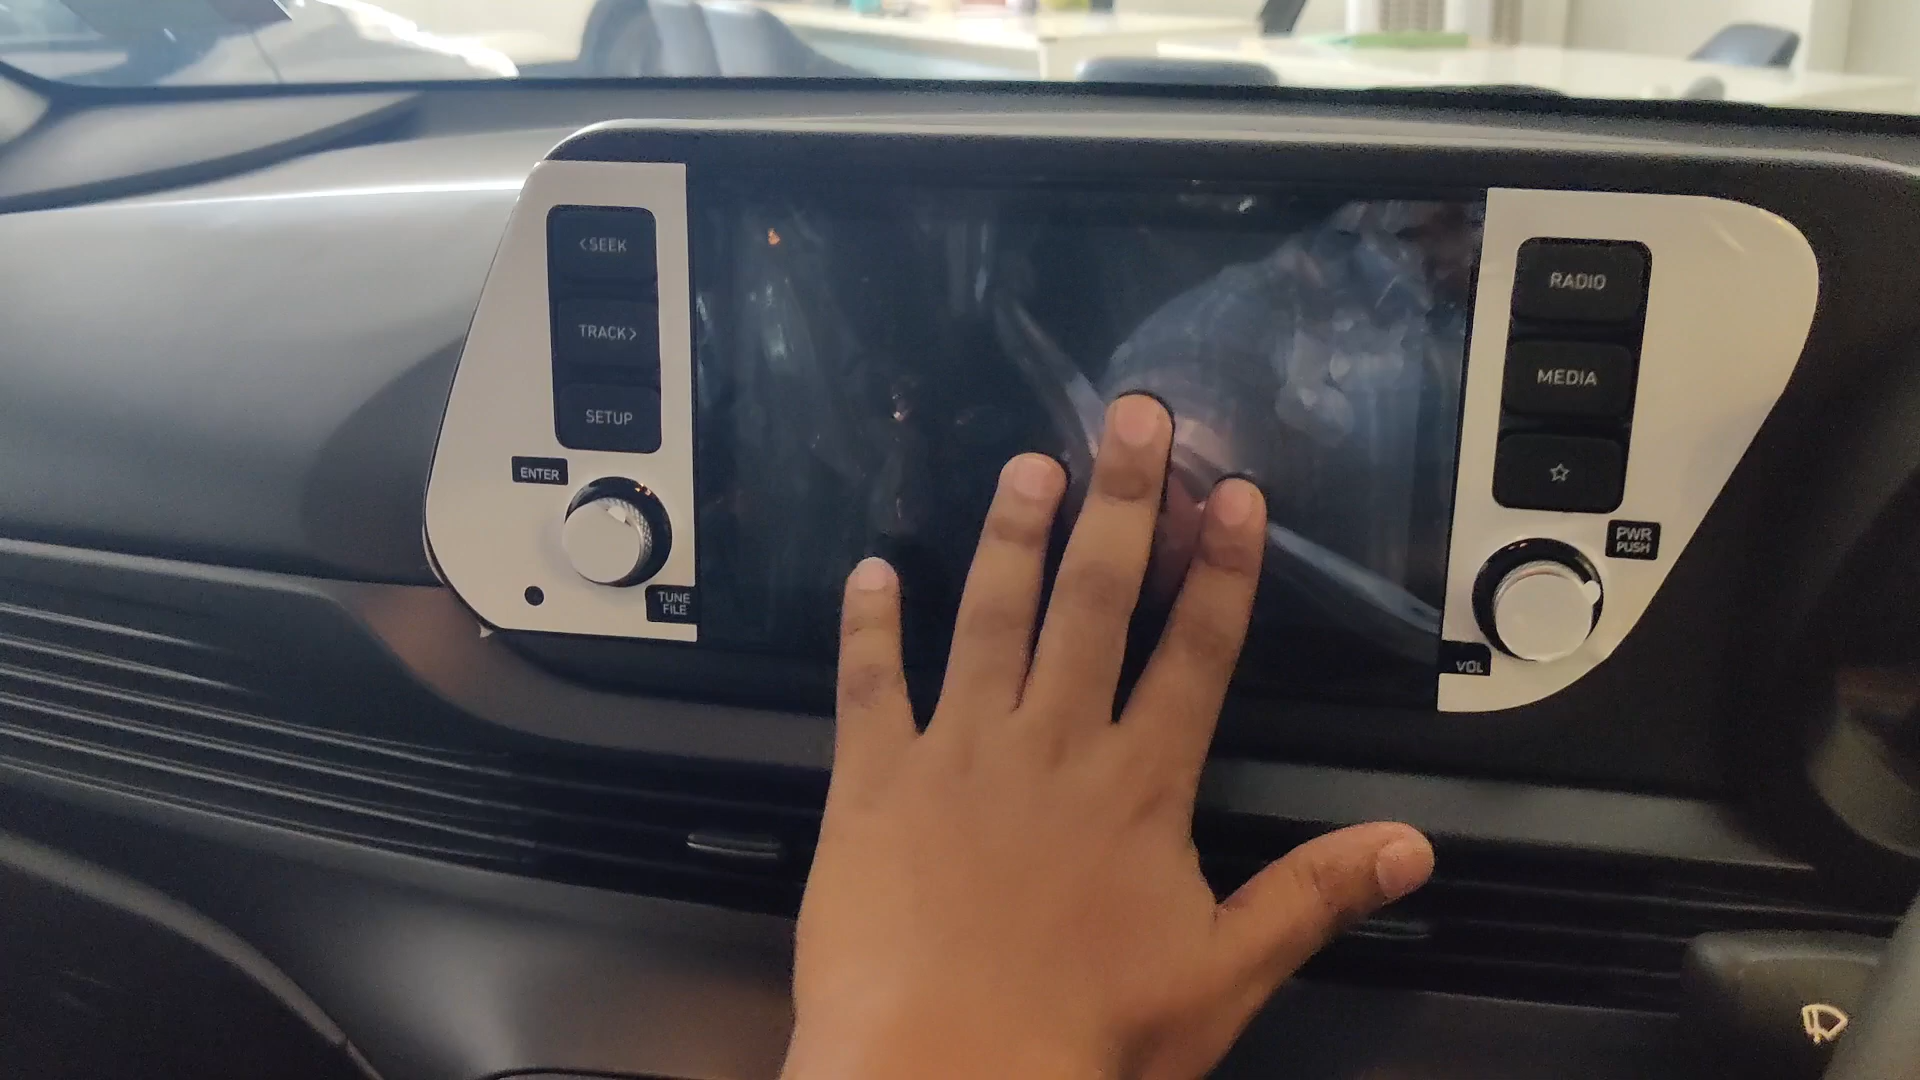 <SEEK
TRACK>
SETUP
ENTER
TUNE
FILE
RADIO
MEDIA
PWR
PUSH
VOL